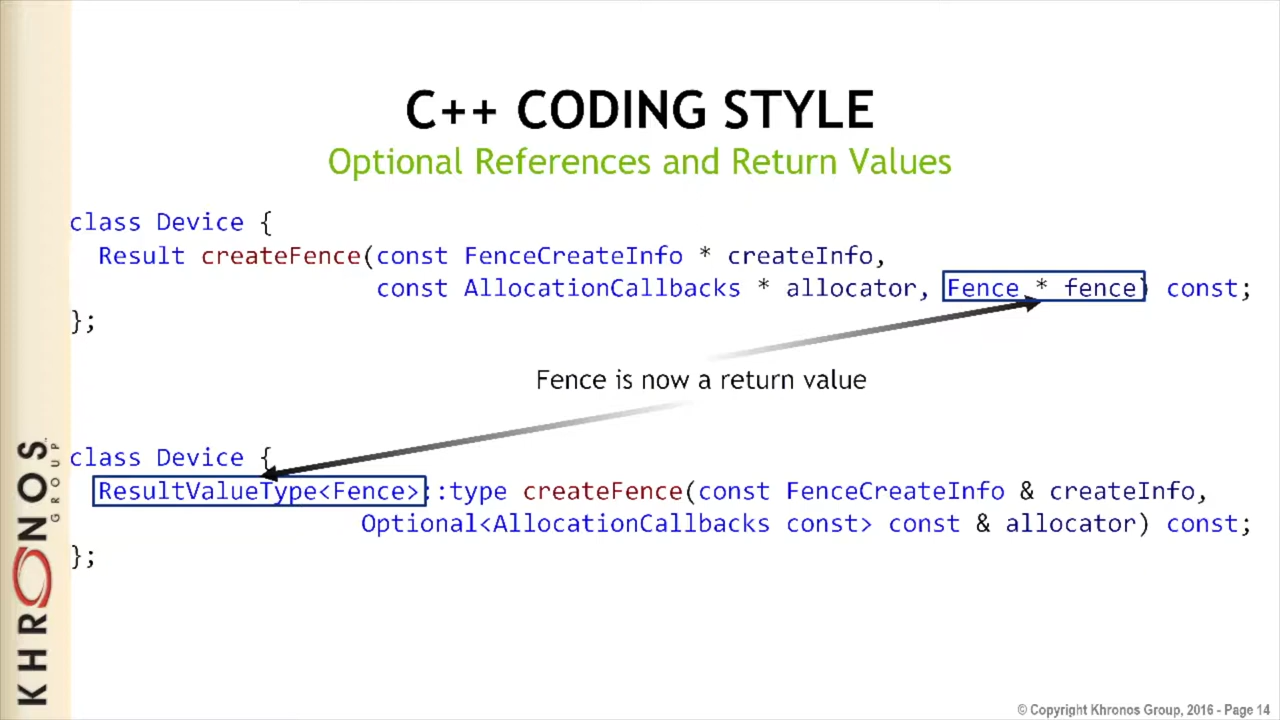 C++ CODING STYLE
Optional References and Return Values
class Device {
Result createFence(const FenceCreateInfo * createInfo,
const AllocationCallbacks * allocator, Fence * fence) const;
};
Fence is now a return value
class Device {
ResultValueType<Fence>::type createFence(const FenceCreateInfo & createInfo,
Optional<AllocationCallbacks const> const & allocator) const;
};
KHRONOS
GROUP
© Copyright Khronos Group, 2016 - Page 14